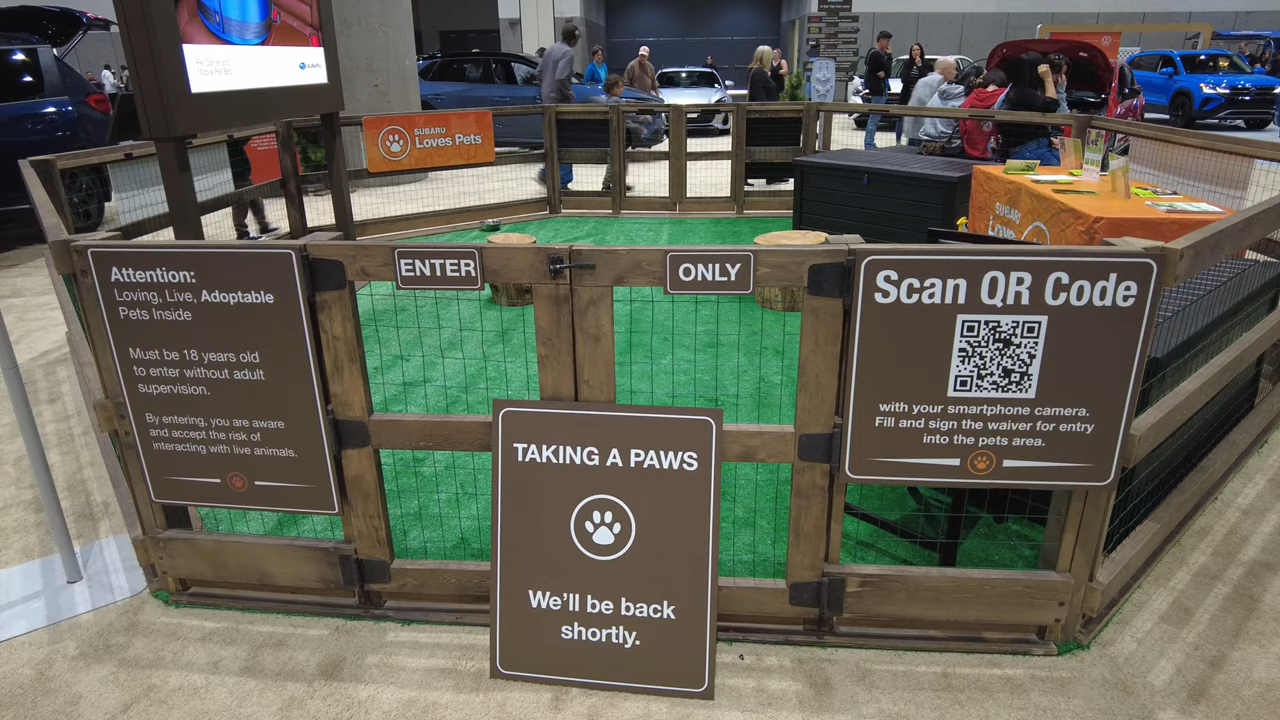 SUBARU
SUBARU
Loves Pets
Attention:
Loving, Live, Adoptable
Pets Inside
Must be 18 years old
to enter without adult
supervision.
By entering, you are aware
and accept the risk of
interacting with live animals.
ENTER
ONLY
Scan QR Code
with your smartphone camera.
Fill and sign the waiver for entry
into the pets area.
SUBARU
Love
TAKING A PAWS
We'll be back
shortly.